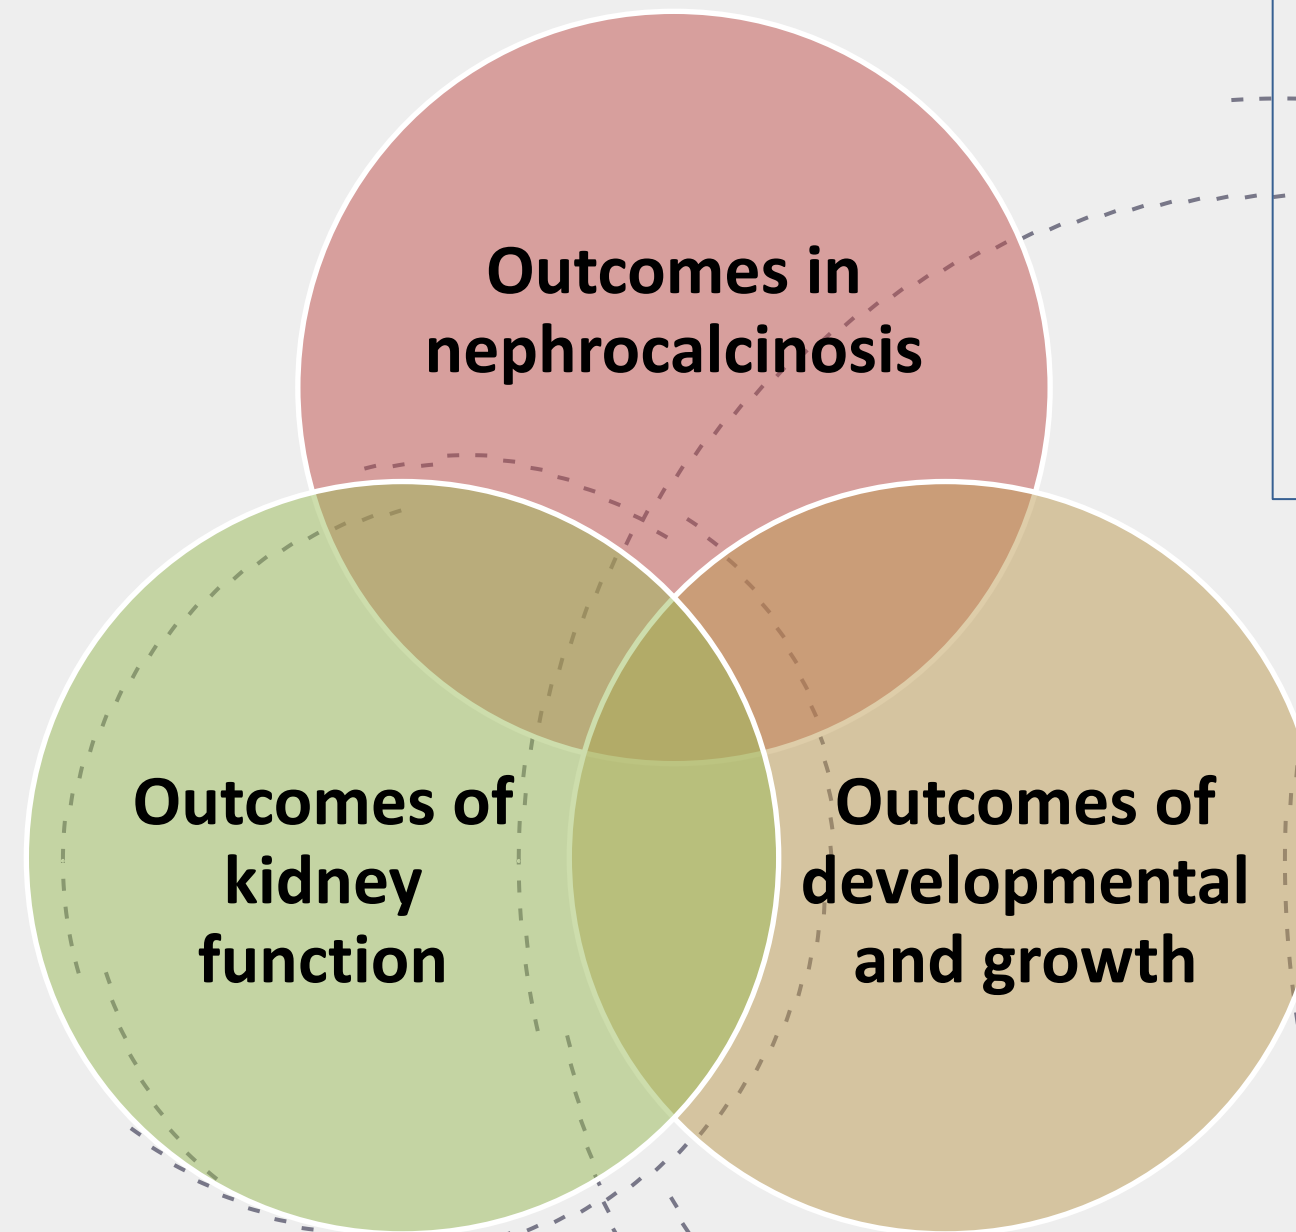 Outcomes in
nephrocalcinosis
Outcomes of
kidney
function
Outcomes of
developmental
and growth